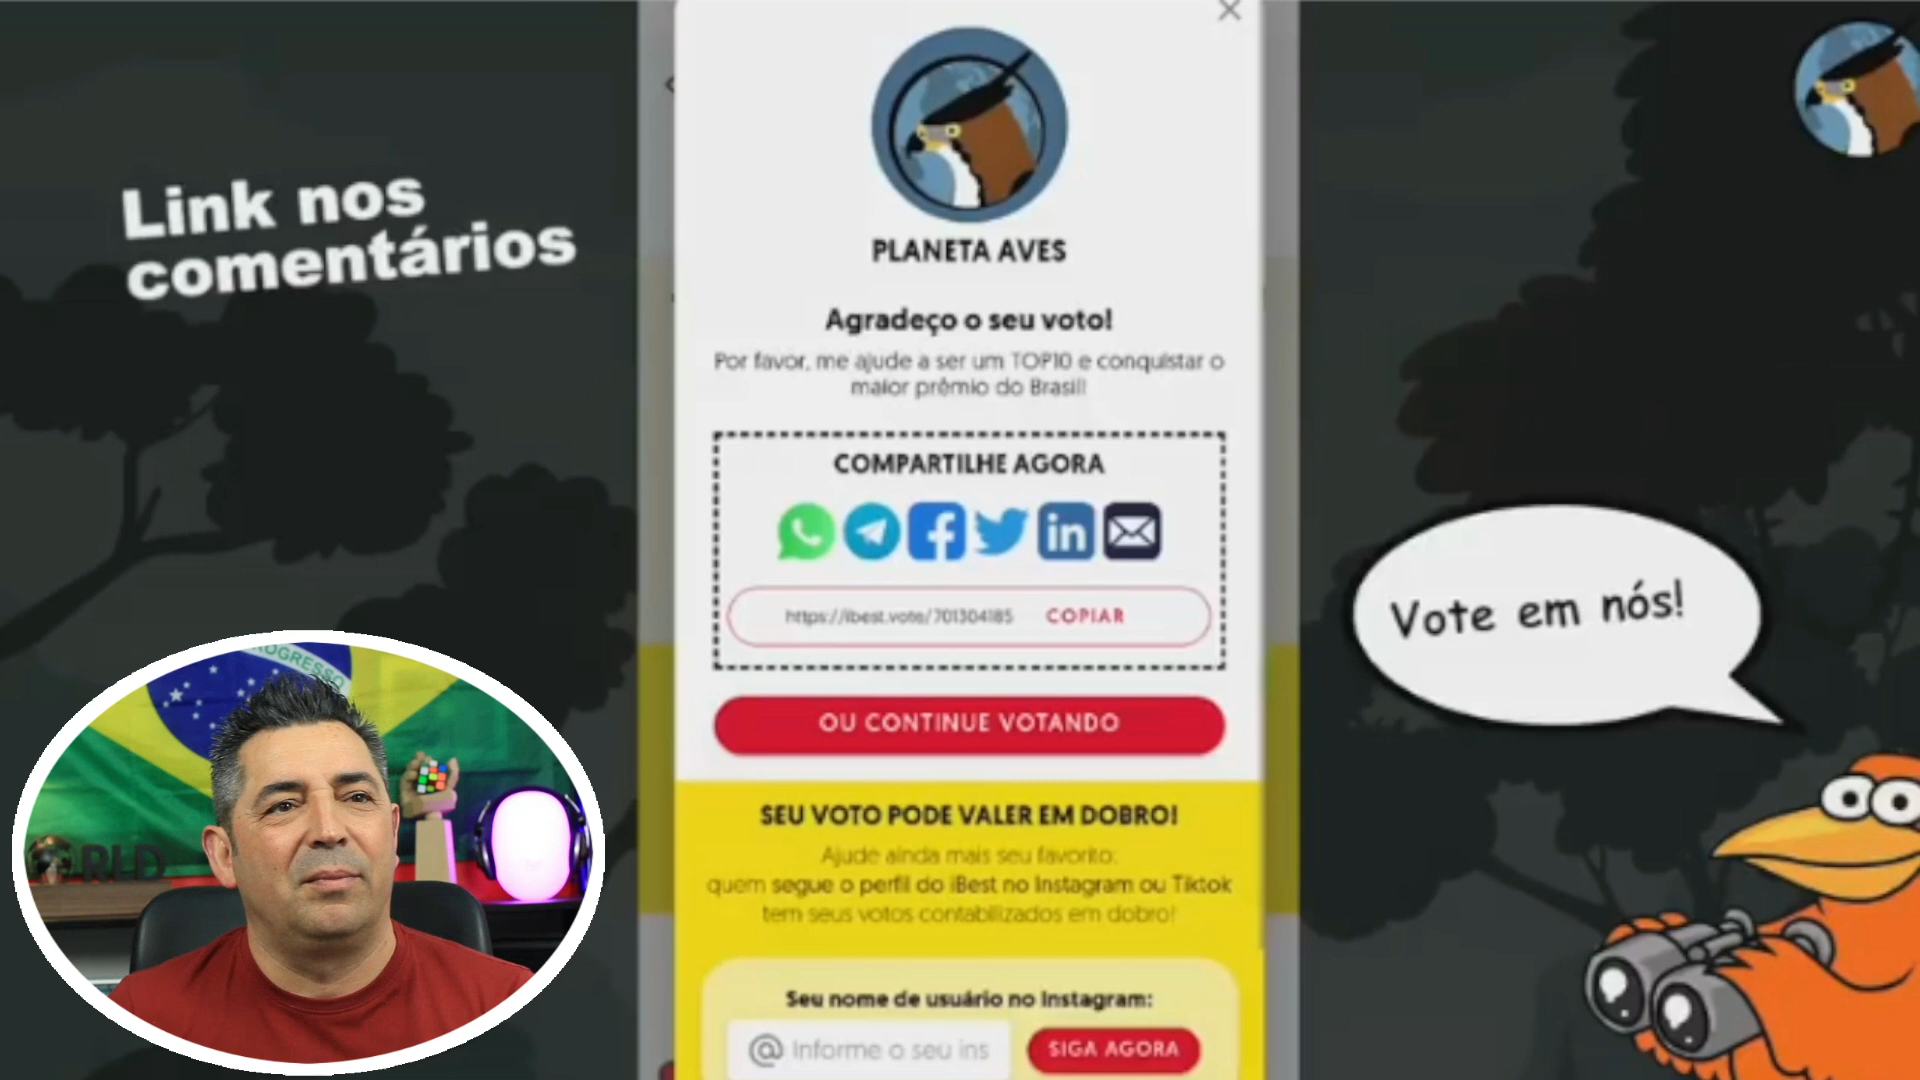 Link nos
comentários
PLANETA AVES
Agradeço o seu voto!
Por favor, me ajude a ser um TOP10 e conquistar o
maior prêmio do Brasil!
COMPARTILHE AGORA
https://ibest.vote/701304185 COPIAR
OU CONTINUE VOTANDO
SEU VOTO PODE VALER EM DOBRO!
Ajude ainda mais seu favorito:
quem segue o perfil do iBest no Instagram ou Tiktok
tem seus votos contabilizados em dobro!
Seu nome de usuário no Instagram:
@ Informe o seu ins
SIGA AGORA
Vote em nós!
OGRESSO
RLD